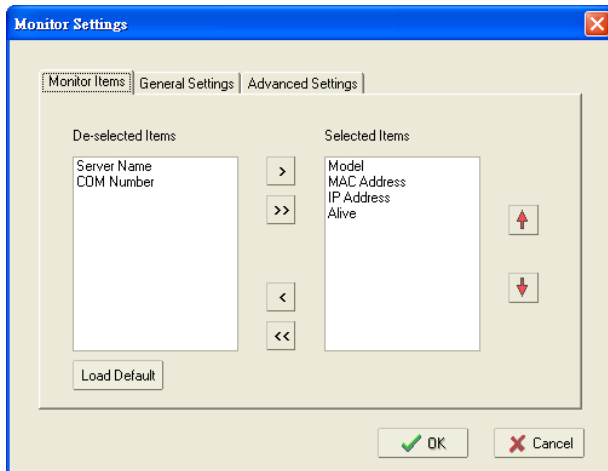 Monitor Settings
Monitor Items
General Settings
Advanced Settings
De-selected Items
Selected Items
Server Name
COM Number
>
>>
<
<<
Model
MAC Address
IP Address
Alive
Load Default
OK
Cancel